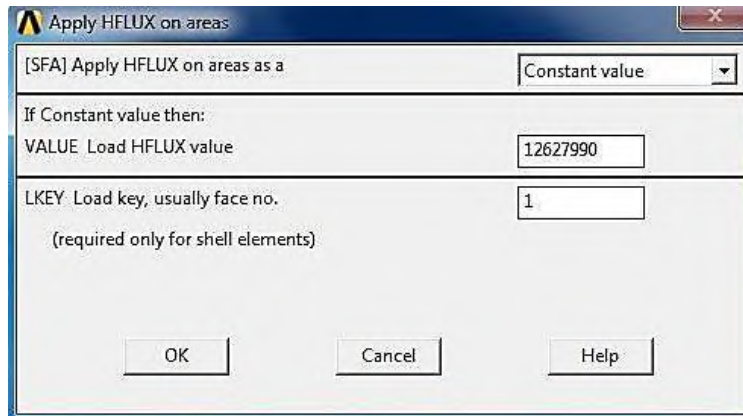 Apply HFLUX on areas
[SFA] Apply HFLUX on areas as a
Constant value
If Constant value then:
VALUE Load HFLUX value
12627990
LKEY Load key, usually face no.
1
(required only for shell elements)
OK Cancel Help